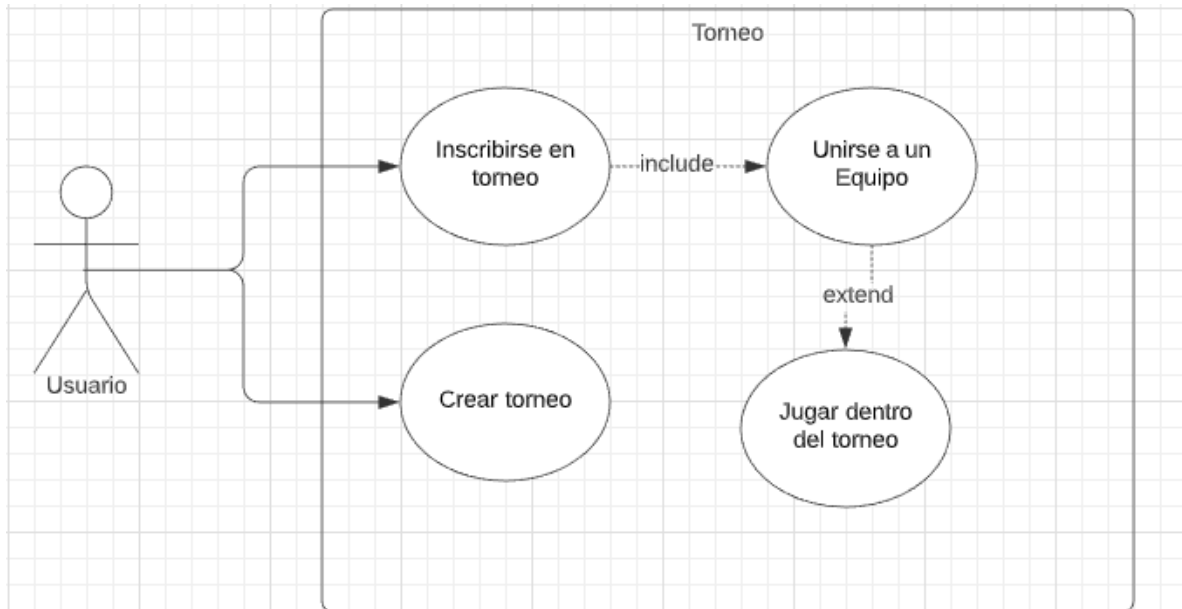 Torneo
Inscribirse en
torneo
include
Unirse a un
Equipo
extend
Usuario
Crear torneo
Jugar dentro
del torneo